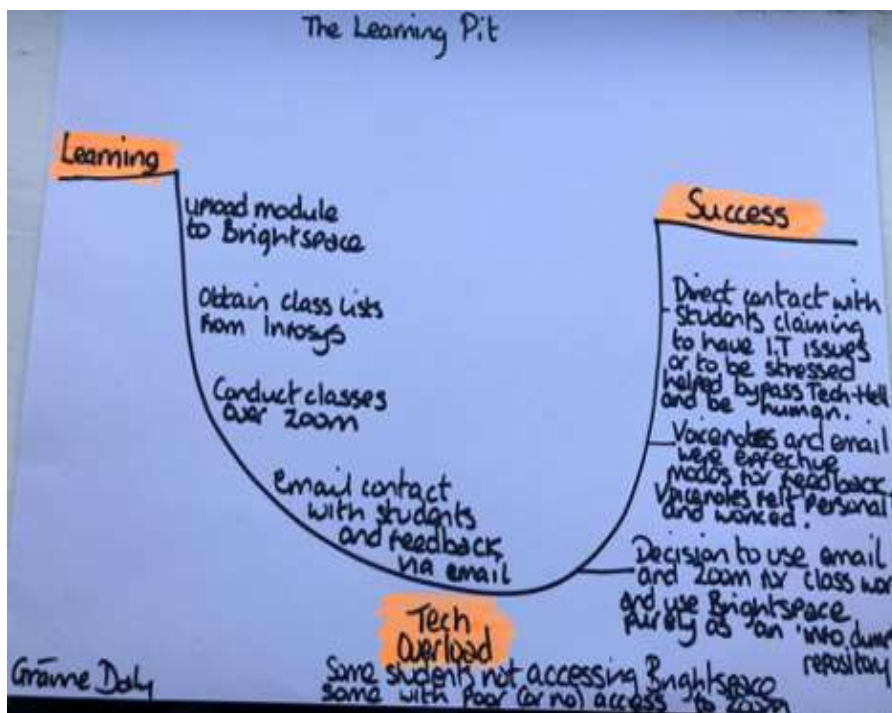 The Learning Pit
Learning
upload module
to Brightspace
Obtain class lists
from Infosys
Conduct classes
over Zoom
Email contact
with students
and feedback
via email
Tech
Overload
Some students not accessing Brightspace
some with poor (or no) access to Zoom
Success
Direct contact with
students claiming
to have I.T issues
or to be stressed
helped bypass Tech-Hell
and be human.
Voicenotes and email
were effective
modes for feedback.
Voicenotes felt personal
and worked.
Decision to use email
and Zoom for class wor
and use Brightspace
purely as an 'info dump
repository
Gráinne Daly